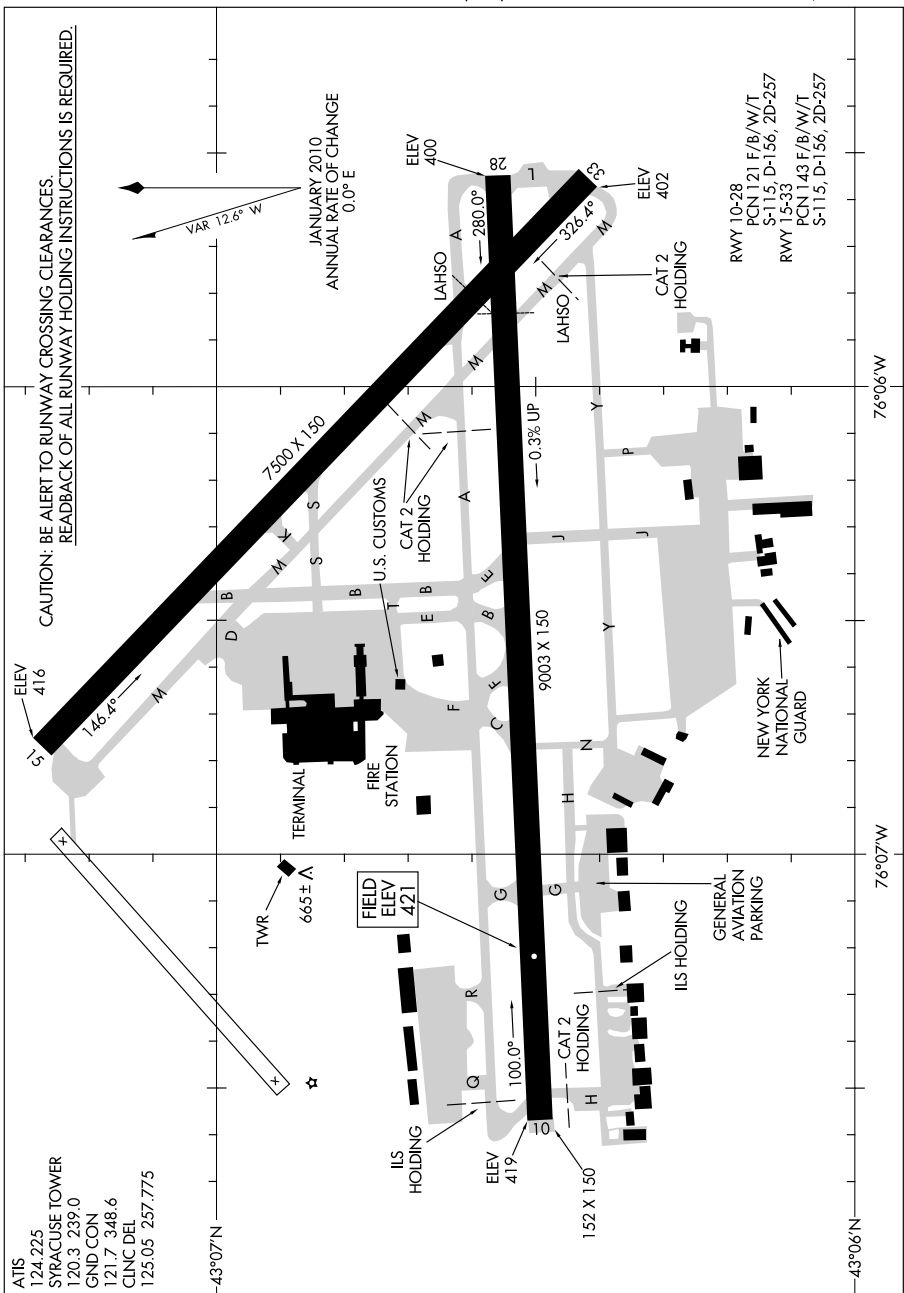 CAUTION: BE ALERT TO RUNWAY CROSSING CLEARANCES.
READBACK OF ALL RUNWAY HOLDING INSTRUCTIONS IS REQUIRED.
ATIS
124.225
SYRACUSE TOWER
120.3 239.0
GND CON
121.7 348.6
CLNC DEL
125.05 257.775
VAR 12.6° W
JANUARY 2010
ANNUAL RATE OF CHANGE
0.0° E
ELEV
416
15
146.4°
M
7500 X 150
D
B
M
K
S
S
B
TERMINAL
FIRE
STATION
U.S. CUSTOMS
T
E
B
CAT 2
HOLDING
M
M
A
A
LAHSO
ELEV
400
28
280.0°
L
33
ELEV
402
326.4°
M
M
LAHSO
CAT 2
HOLDING
TWR
665±
FIELD
ELEV
421
F
C
F
B
E
G
G
R
Q
100.0°
ILS
HOLDING
ELEV
419
10
152 X 150
CAT 2
HOLDING
H
ILS HOLDING
GENERAL
AVIATION
PARKING
H
N
9003 X 150
0.3% UP
Y
Y
J
J
P
NEW YORK
NATIONAL
GUARD
RWY 10-28
PCN 121 F/B/W/T
S-115, D-156, 2D-257
RWY 15-33
PCN 143 F/B/W/T
S-115, D-156, 2D-257
43°07'N
43°06'N
76°07'W
76°06'W
X
X